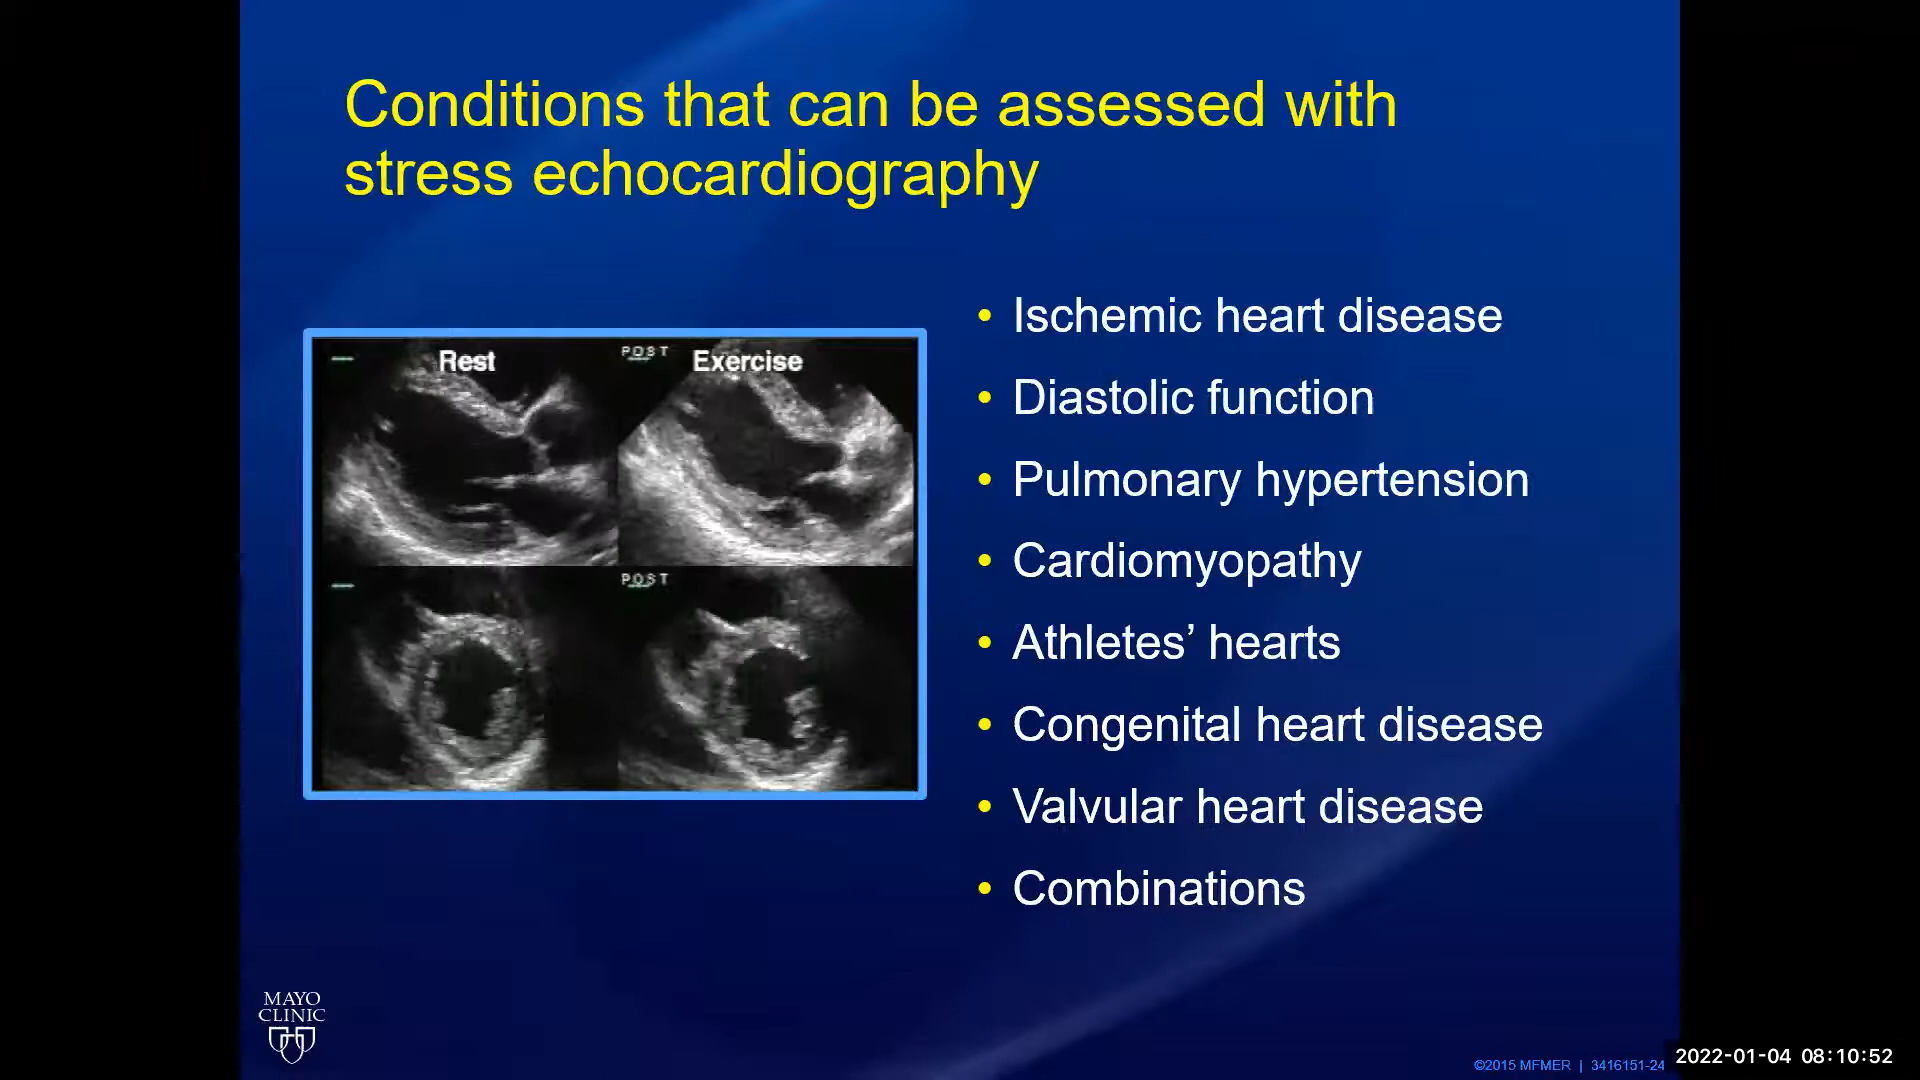 Conditions that can be assessed with
stress echocardiography
Rest
POST
Exercise
POST
• Ischemic heart disease
• Diastolic function
• Pulmonary hypertension
• Cardiomyopathy
• Athletes’ hearts
• Congenital heart disease
• Valvular heart disease
• Combinations
MAYO
CLINIC
©2015 MFMER | 3416151-24
2022-01-04 08:10:52